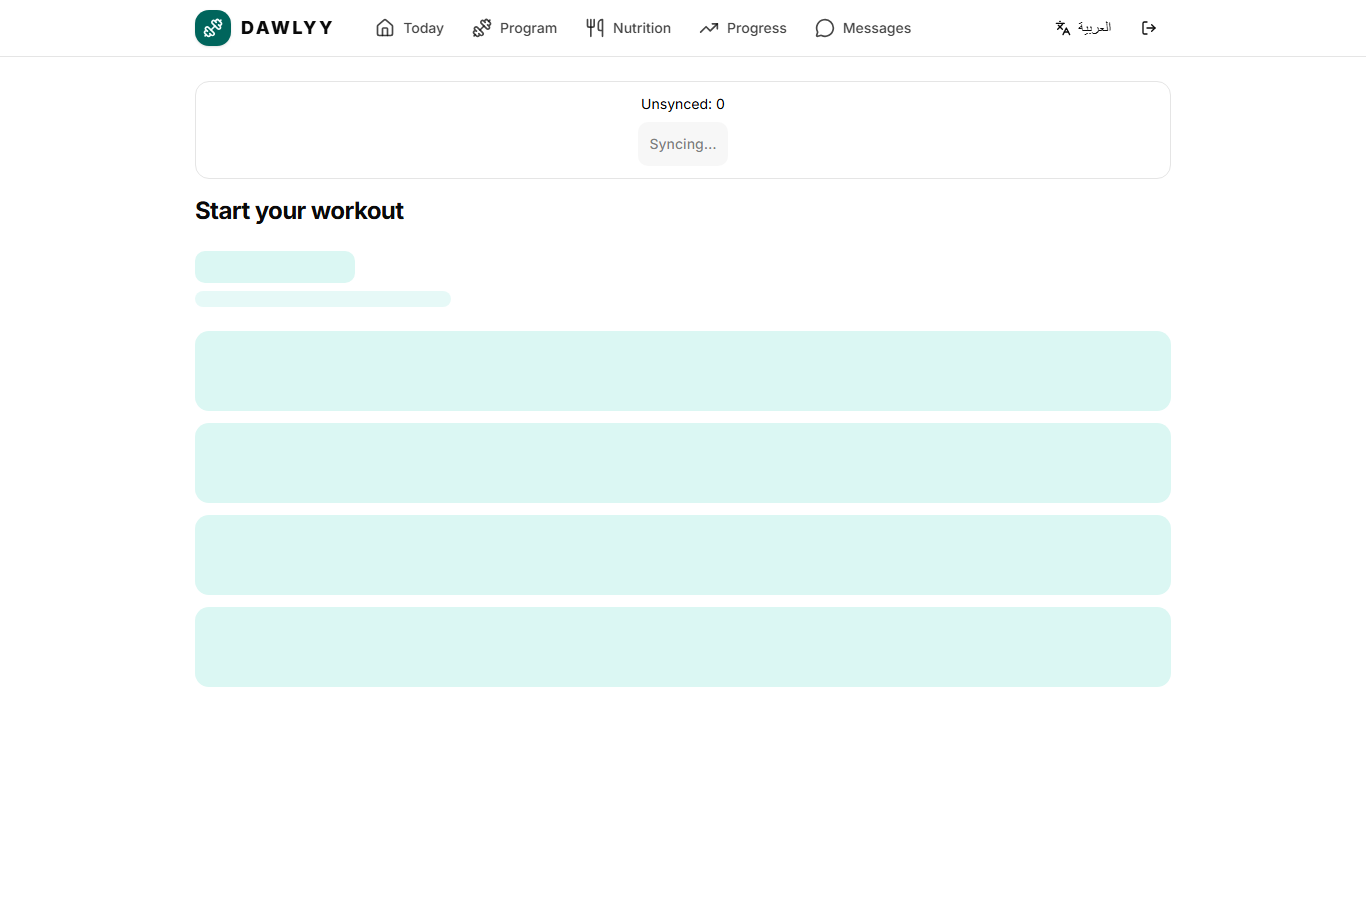 DAWLYY
Today
Program
Nutrition
Progress
Messages
العربية
Unsynced: 0
Syncing...
Start your workout